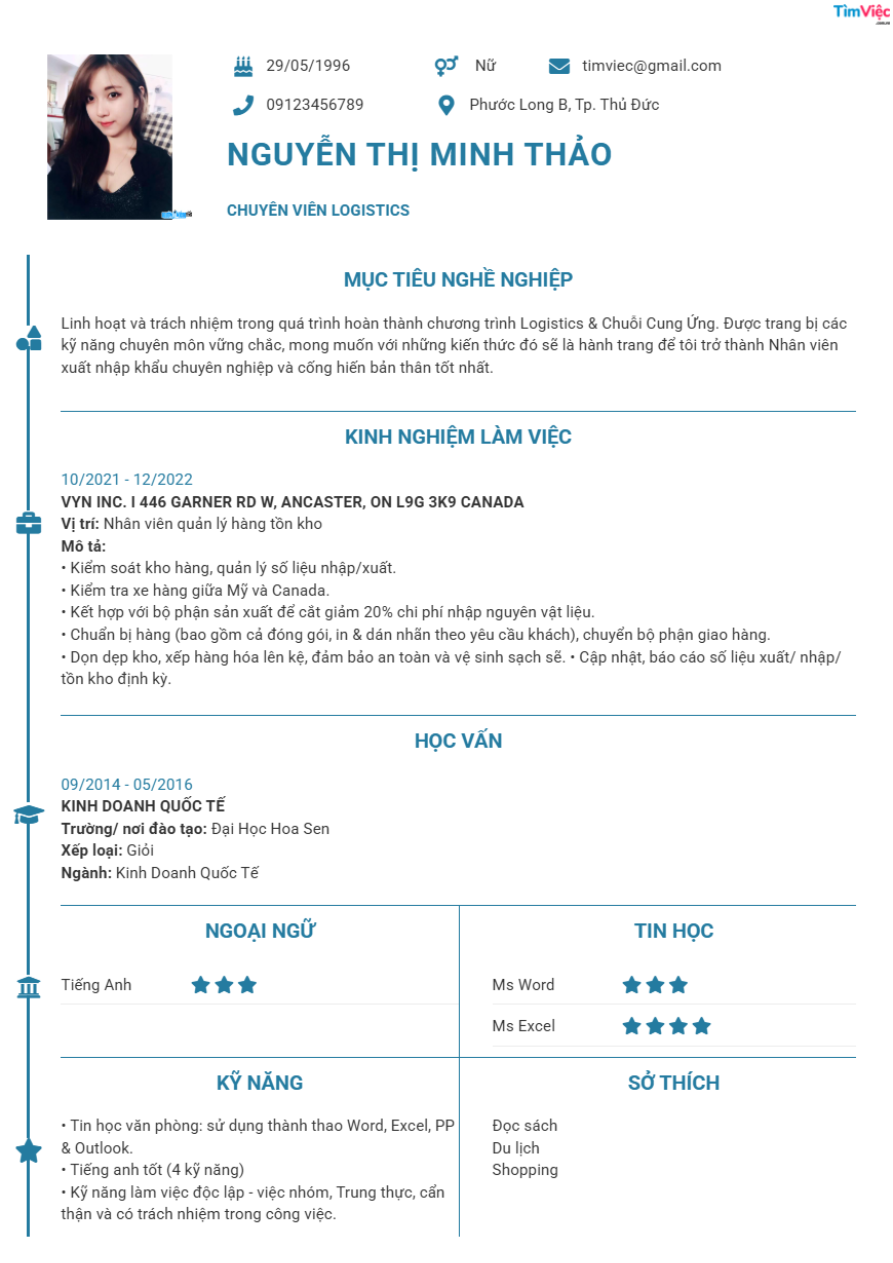 TìmViệc
29/05/1996
Nữ
timviec@gmail.com
09123456789
Phước Long B, Tp. Thủ Đức
NGUYỄN THỊ MINH THẢO
CHUYÊN VIÊN LOGISTICS
MỤC TIÊU NGHỀ NGHIỆP
Linh hoạt và trách nhiệm trong quá trình hoàn thành chương trình Logistics & Chuỗi Cung Ứng. Được trang bị các
kỹ năng chuyên môn vững chắc, mong muốn với những kiến thức đó sẽ là hành trang để tôi trở thành Nhân viên
xuất nhập khẩu chuyên nghiệp và cống hiến bản thân tốt nhất.
KINH NGHIỆM LÀM VIỆC
10/2021 - 12/2022
VYN INC. I 446 GARNER RD W, ANCASTER, ON L9G 3K9 CANADA
Vị trí: Nhân viên quản lý hàng tồn kho
Mô tả:
• Kiểm soát kho hàng, quản lý số liệu nhập/xuất.
• Kiểm tra xe hàng giữa Mỹ và Canada.
• Kết hợp với bộ phận sản xuất để cắt giảm 20% chi phí nhập nguyên vật liệu.
• Chuẩn bị hàng (bao gồm cả đóng gói, in & dán nhãn theo yêu cầu khách), chuyển bộ phận giao hàng.
• Dọn dẹp kho, xếp hàng hóa lên kệ, đảm bảo an toàn và vệ sinh sạch sẽ. • Cập nhật, báo cáo số liệu xuất/ nhập/
tồn kho định kỳ.
HỌC VẤN
09/2014 - 05/2016
KINH DOANH QUỐC TẾ
Trường/ nơi đào tạo: Đại Học Hoa Sen
Xếp loại: Giỏi
Ngành: Kinh Doanh Quốc Tế
NGOẠI NGỮ
Tiếng Anh
TIN HỌC
Ms Word
Ms Excel
KỸ NĂNG
• Tin học văn phòng: sử dụng thành thao Word, Excel, PP
& Outlook.
• Tiếng anh tốt (4 kỹ năng)
• Kỹ năng làm việc độc lập - việc nhóm, Trung thực, cẩn
thận và có trách nhiệm trong công việc.
SỞ THÍCH
Đọc sách
Du lịch
Shopping